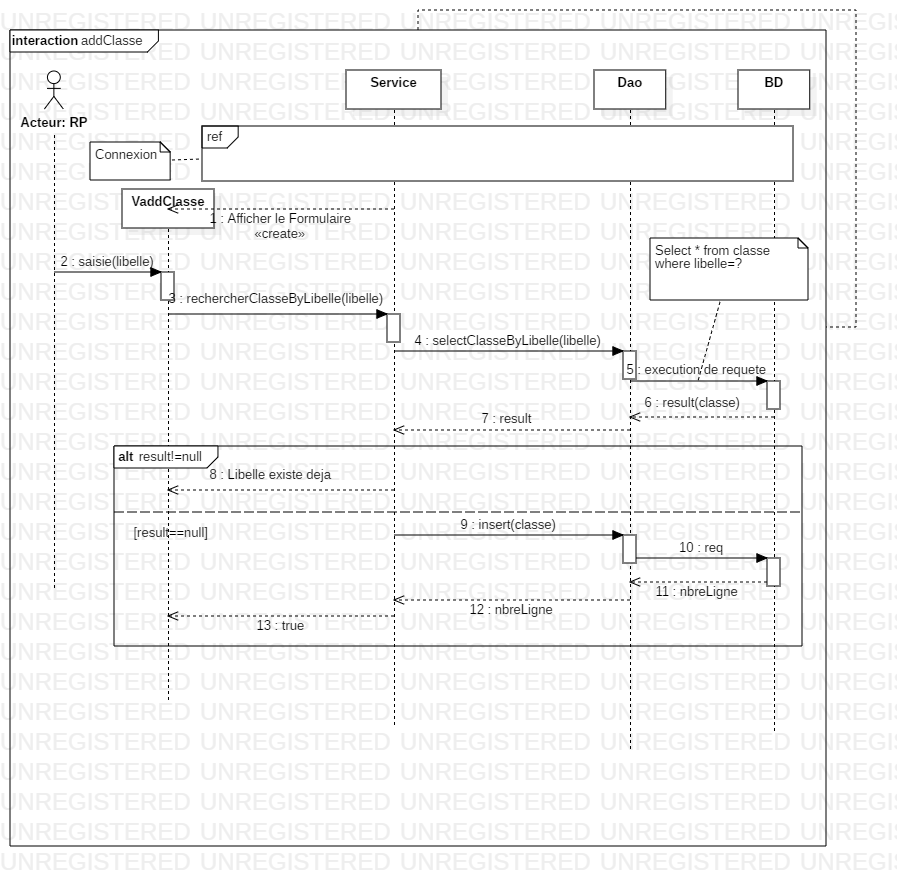 interaction addClasse
Service
Dao
BD
Acteur: RP
ref
Connexion
VaddClasse
1 : Afficher le Formulaire
«create»
Select * from classe
where libelle=?
2 : saisie(libelle)
3 : rechercherClasseByLibelle(libelle)
4 : selectClasseByLibelle(libelle)
5 : execution de requete
6 : result(classe)
7 : result
alt result!=null
8 : Libelle existe deja
9 : insert(classe)
[result==null]
10 : req
11 : nbreLigne
12 : nbreLigne
13 : true
UNREGISTERED UNREGISTERED UNREGISTERED UNREGISTERED UNREGIS